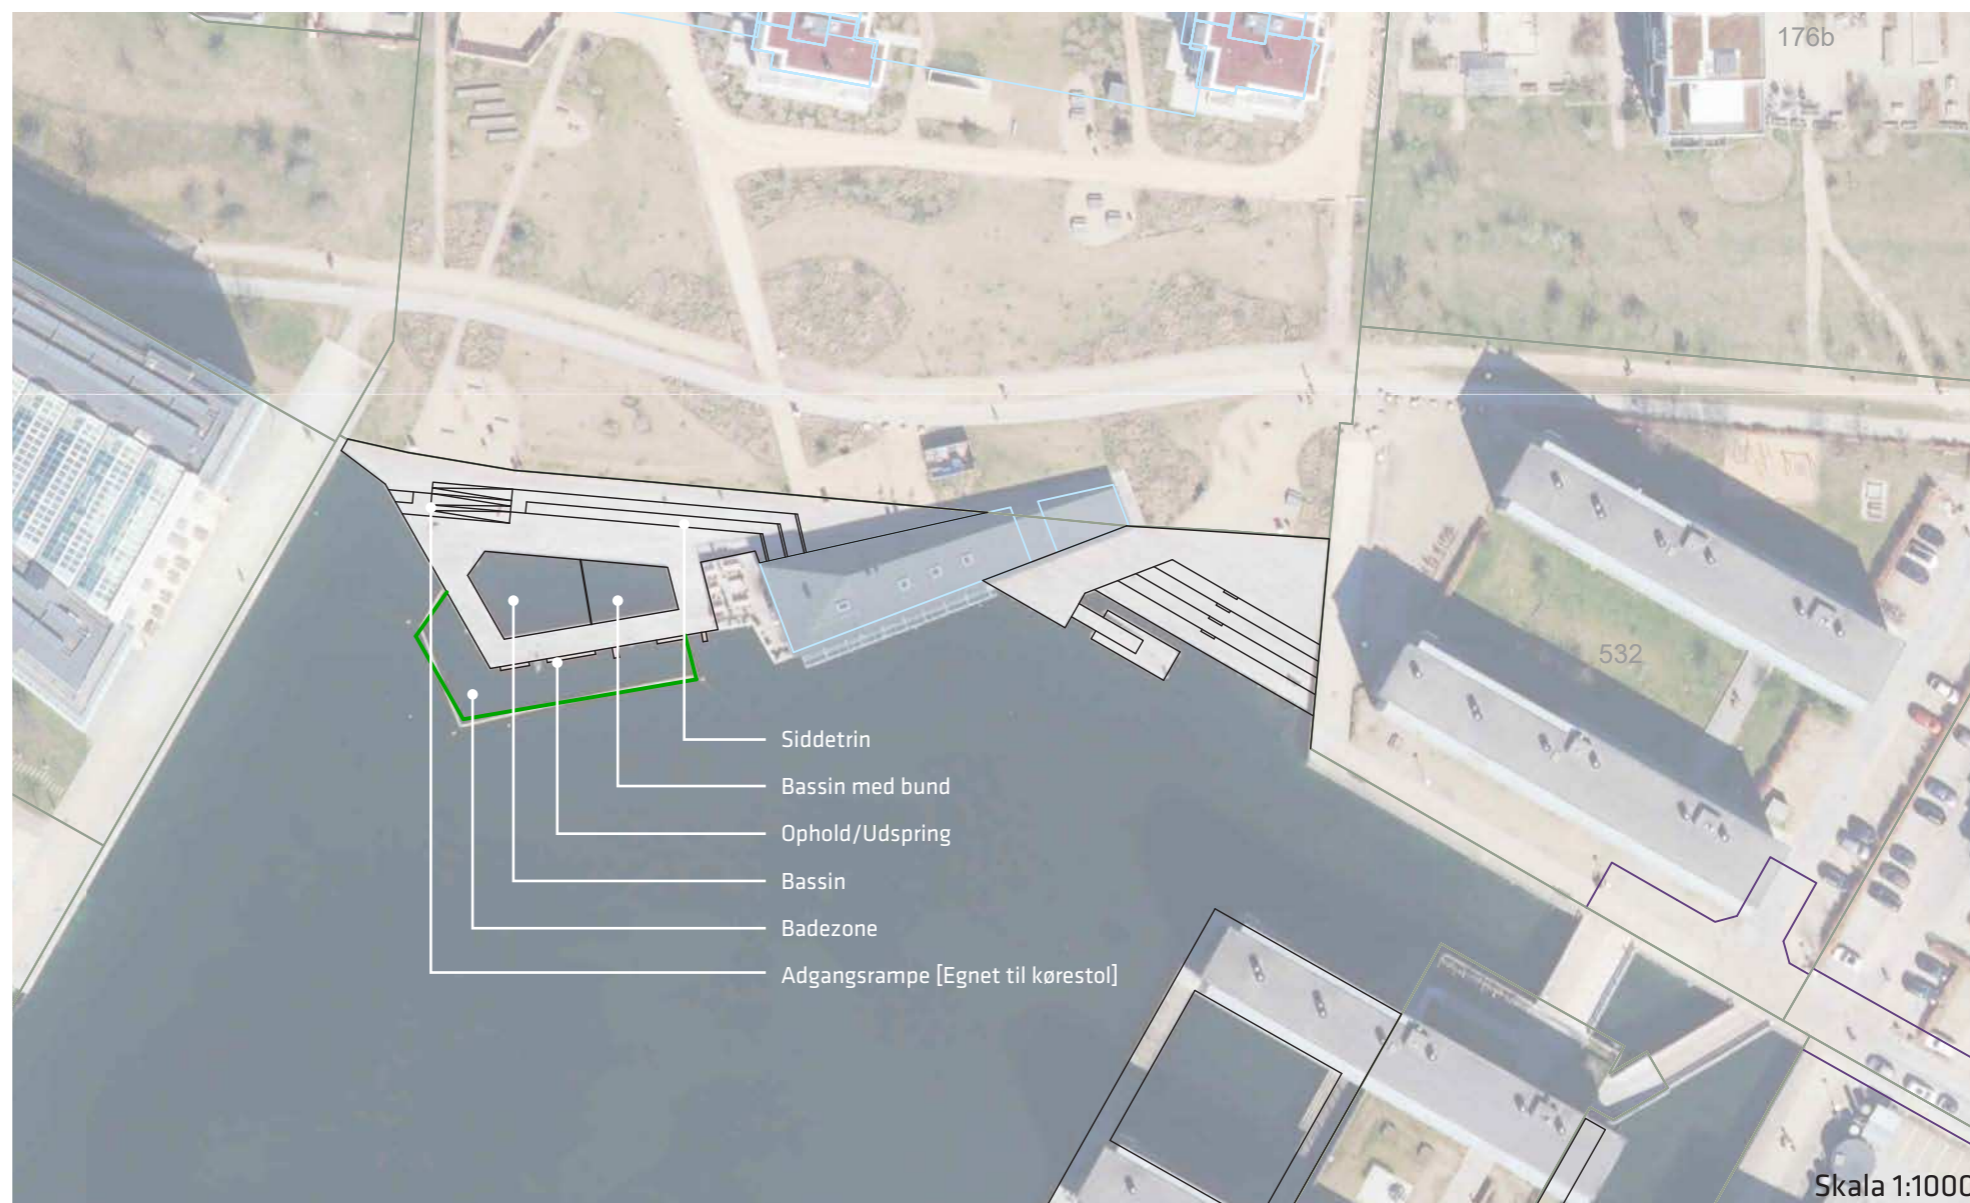 176b
532
Siddetrin
Bassin med bund
Ophold/Udspring
Bassin
Badezone
Adgangsrampe [Egnet til kørestol]
Skala 1:1000